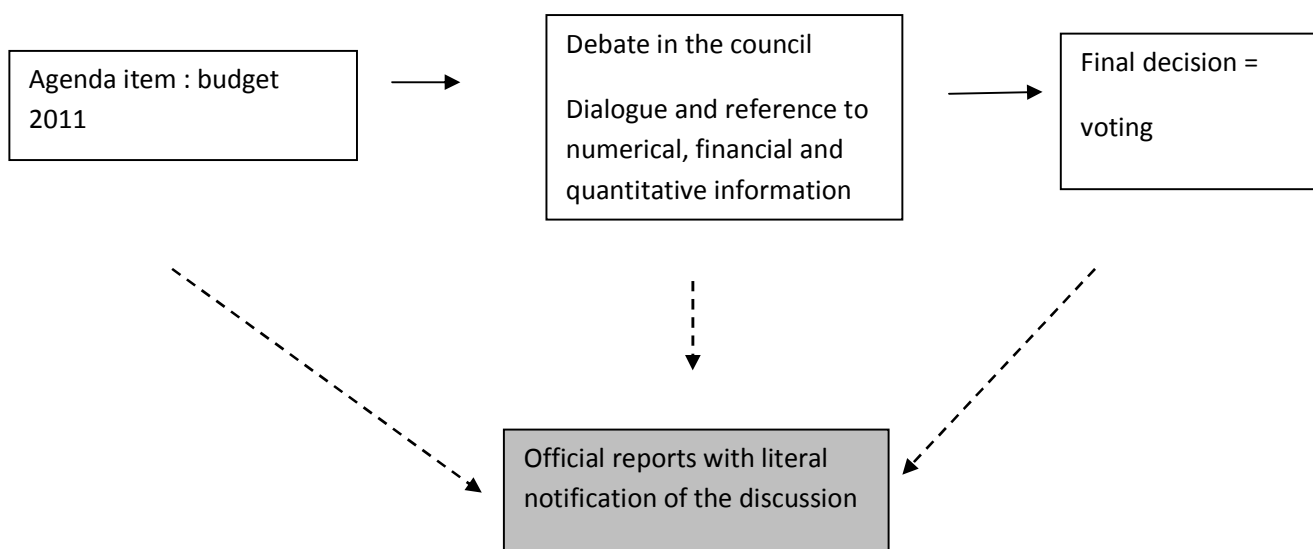 Agenda item : budget
2011
Debate in the council
Dialogue and reference to
numerical, financial and
quantitative information
Final decision =
voting
Official reports with literal
notification of the discussion